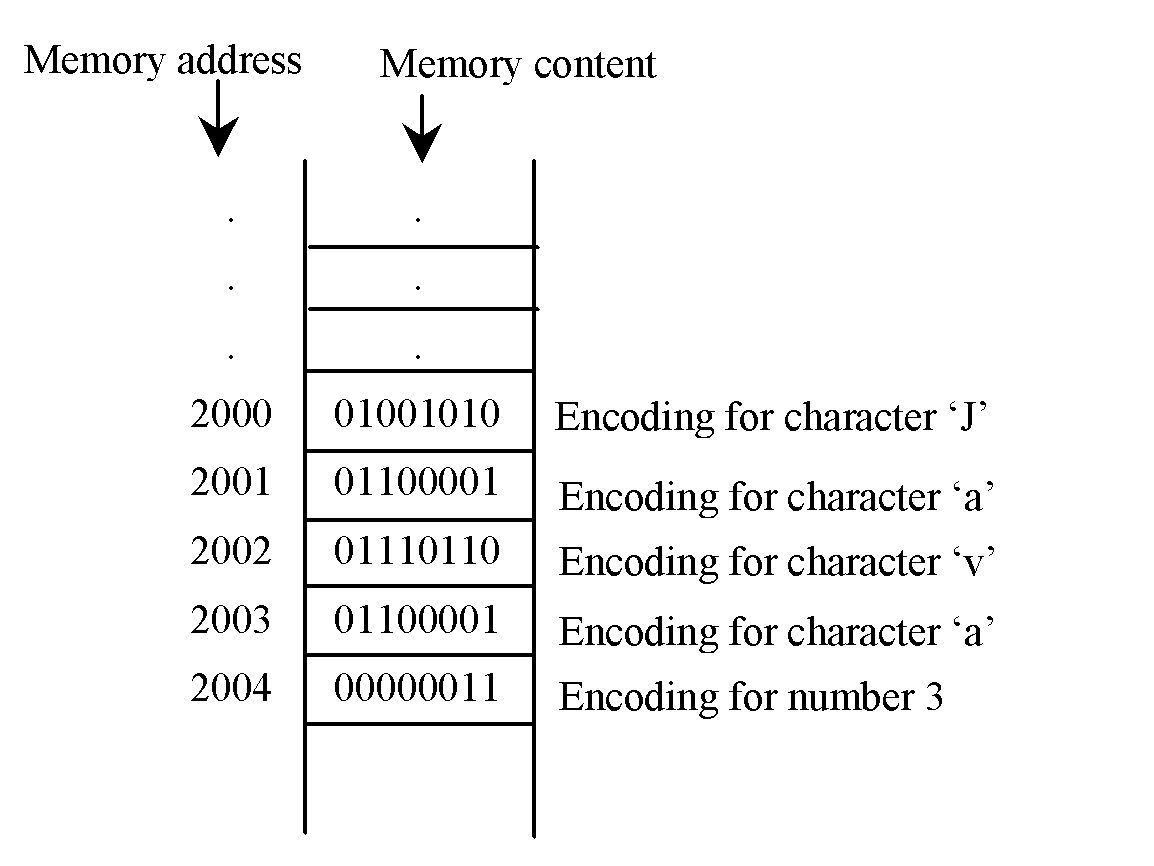 Memory address Memory content
. .
. .
. .
2000 01001010 Encoding for character ‘J’
2001 01100001 Encoding for character ‘a’
2002 01110110 Encoding for character ‘v’
2003 01100001 Encoding for character ‘a’
2004 00000011 Encoding for number 3